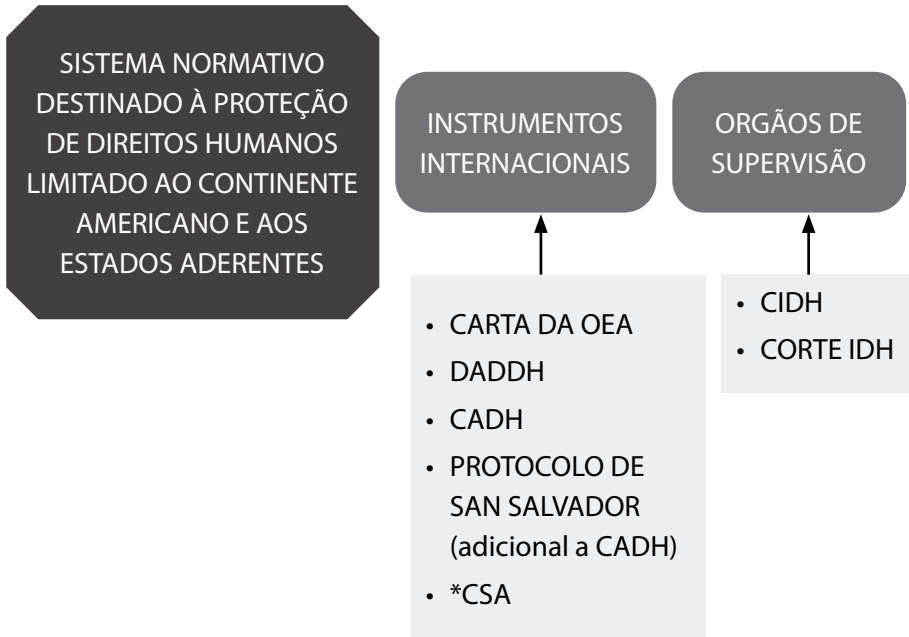 SISTEMA NORMATIVO
DESTINADO À PROTEÇÃO
DE DIREITOS HUMANOS
LIMITADO AO CONTINENTE
AMERICANO E AOS
ESTADOS ADERENTES
INSTRUMENTOS
INTERNACIONAIS
• CARTA DA OEA
• DADDH
• CADH
• PROTOCOLO DE
SAN SALVADOR
(adicional a CADH)
• *CSA
ORGÃOS DE
SUPERVISÃO
• CIDH
• CORTE IDH